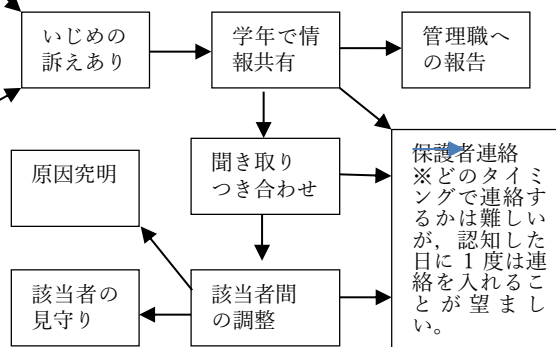 いじめの
訴えあり
学年で情
報共有
管理職へ
の報告
原因究明
聞き取り
つき合わせ
保護者連絡
※どのタイミ
ングで連絡す
るかは難しい
が，認知した
日に 1 度は連
絡を入れるこ
とが望まし
い。
該当者の
見守り
該当者間
の調整